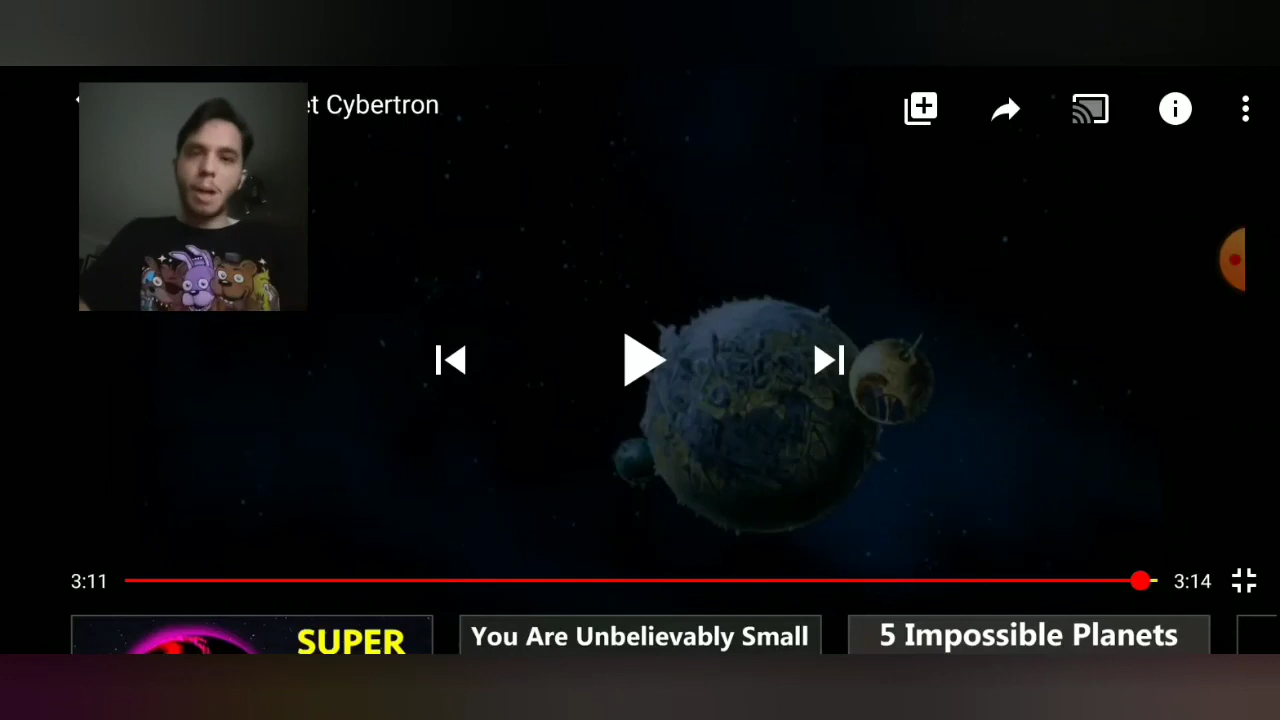 et Cybertron
3:11
3:14
SUPER
You Are Unbelievably Small
5 Impossible Planets